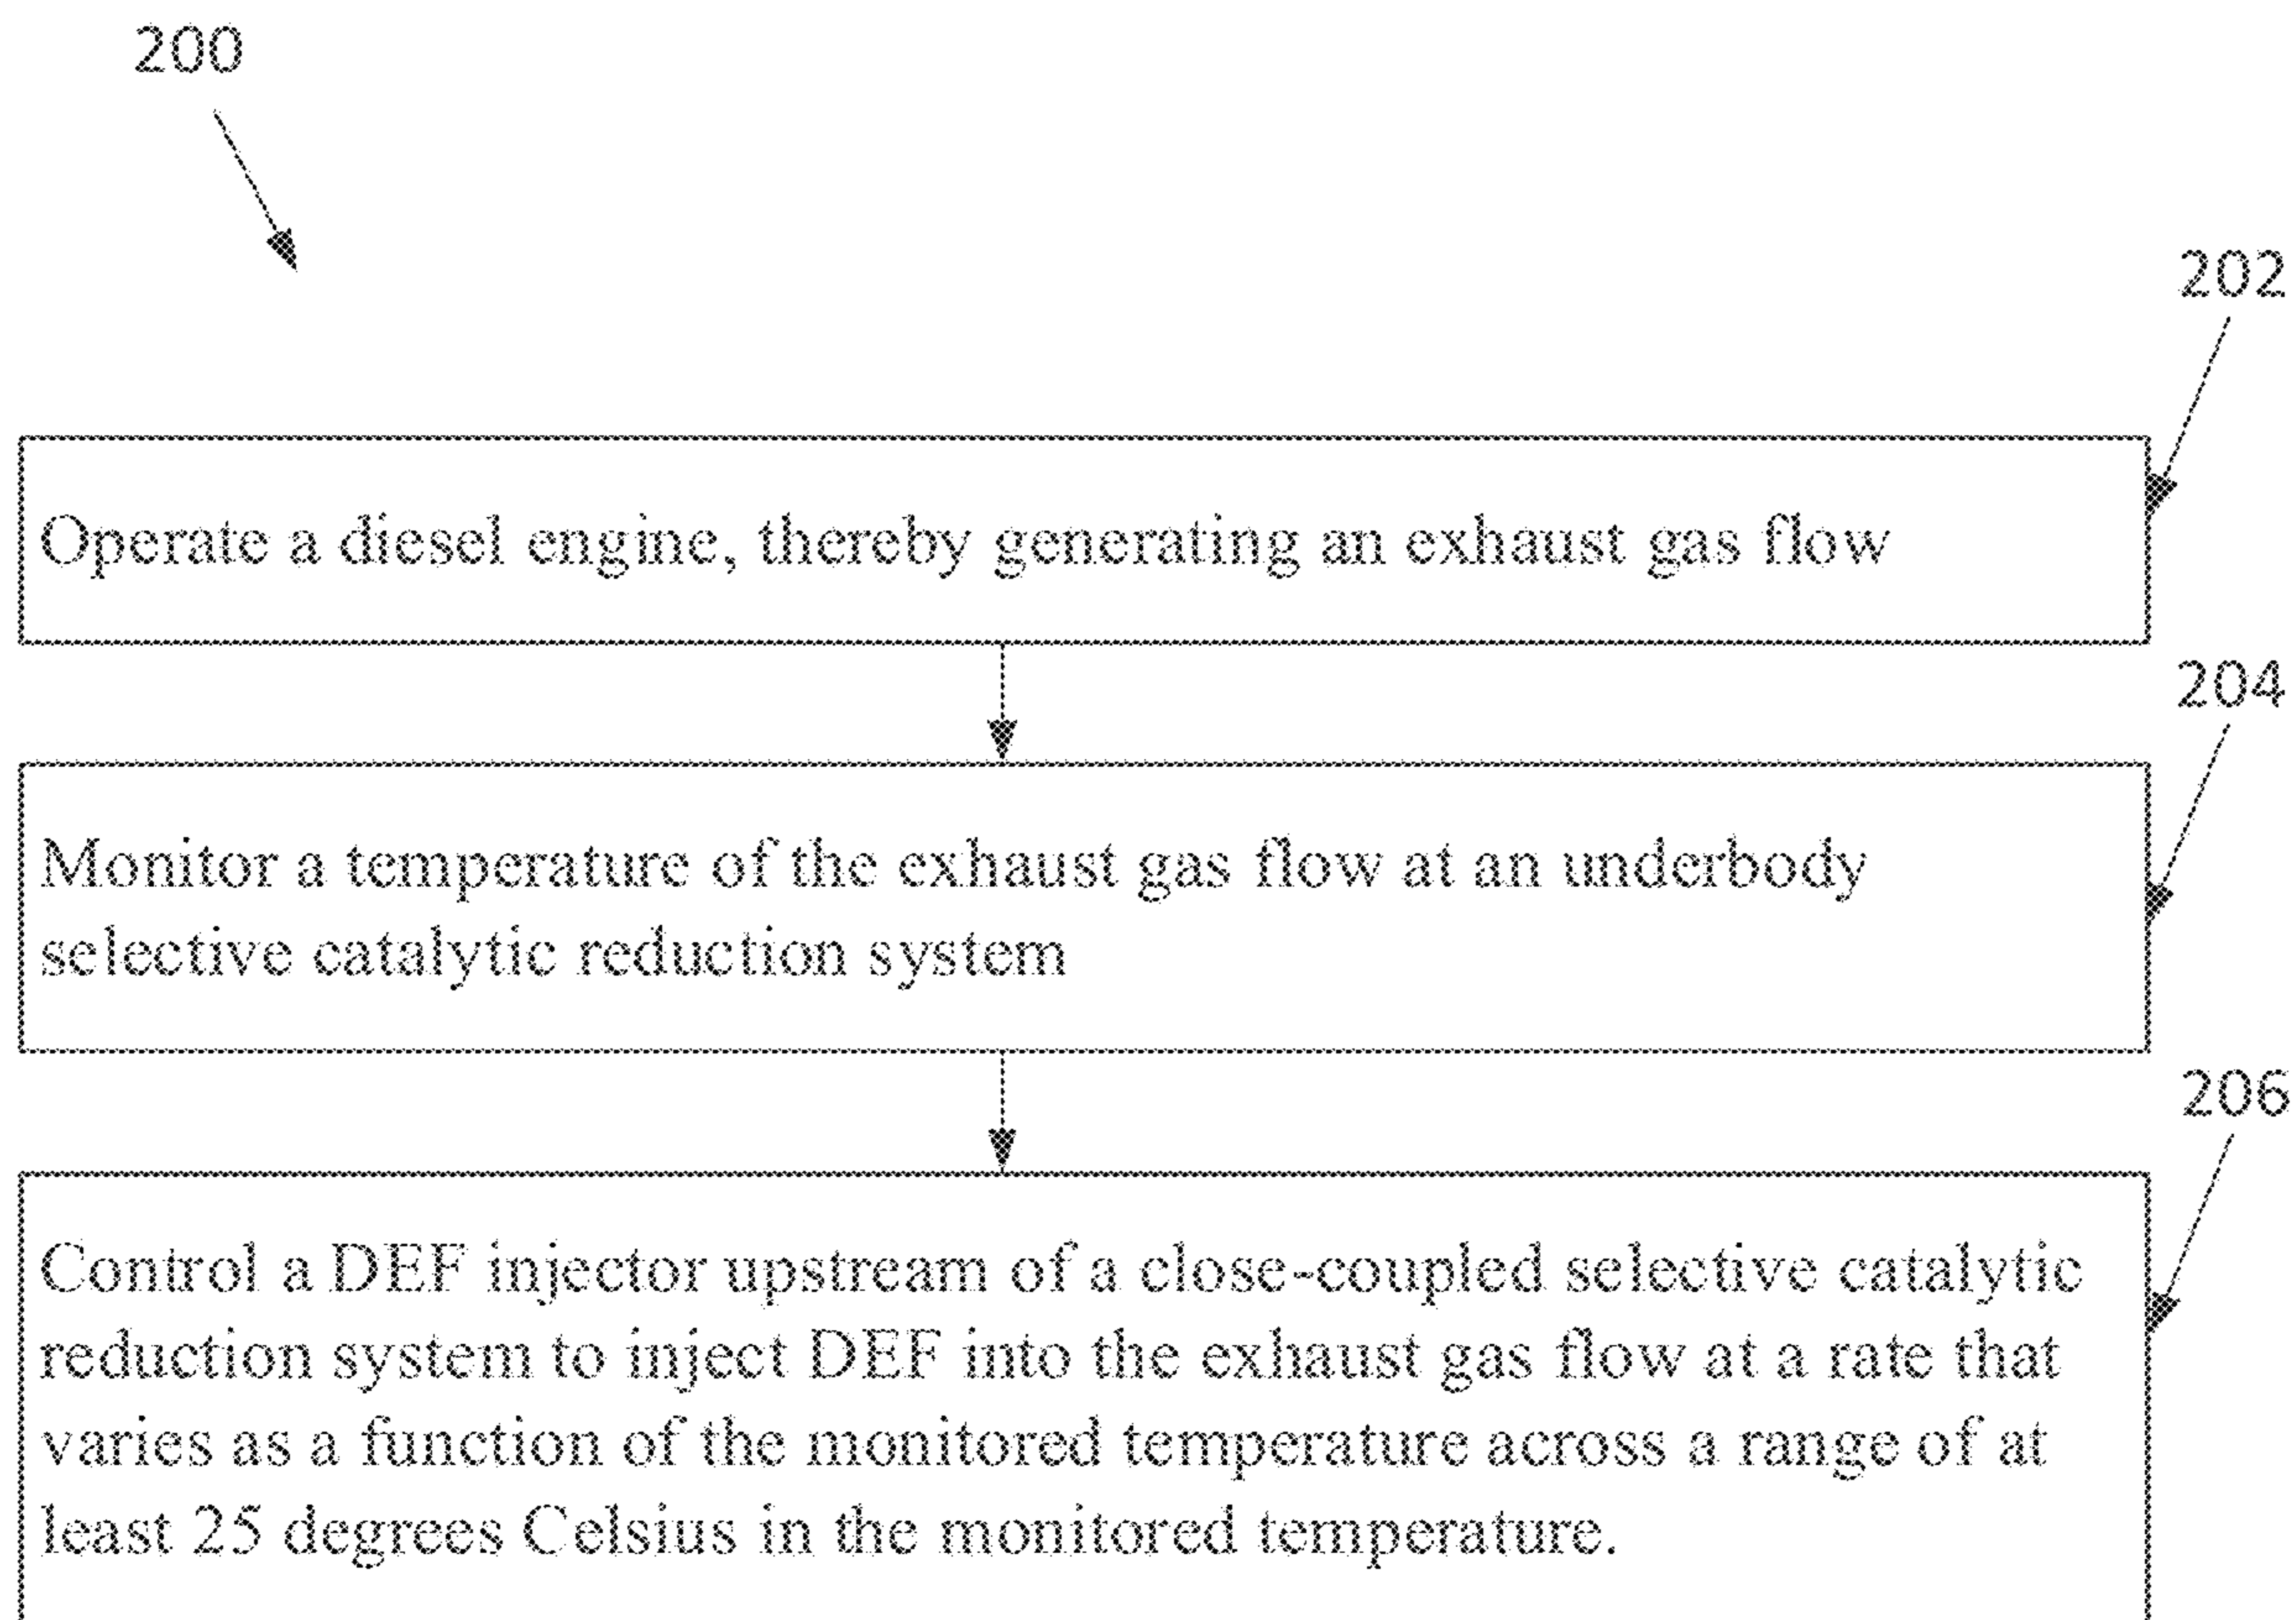 200
202
Operate a diesel engine, thereby generating an exhaust gas flow
204
Monitor a temperature of the exhaust gas flow at an underbody
selective catalytic reduction system
206
Control a DEF injector upstream of a close-coupled selective catalytic
reduction system to inject DEF into the exhaust gas flow at a rate that
varies as a function of the monitored temperature across a range of at
least 25 degrees Celsius in the monitored temperature.